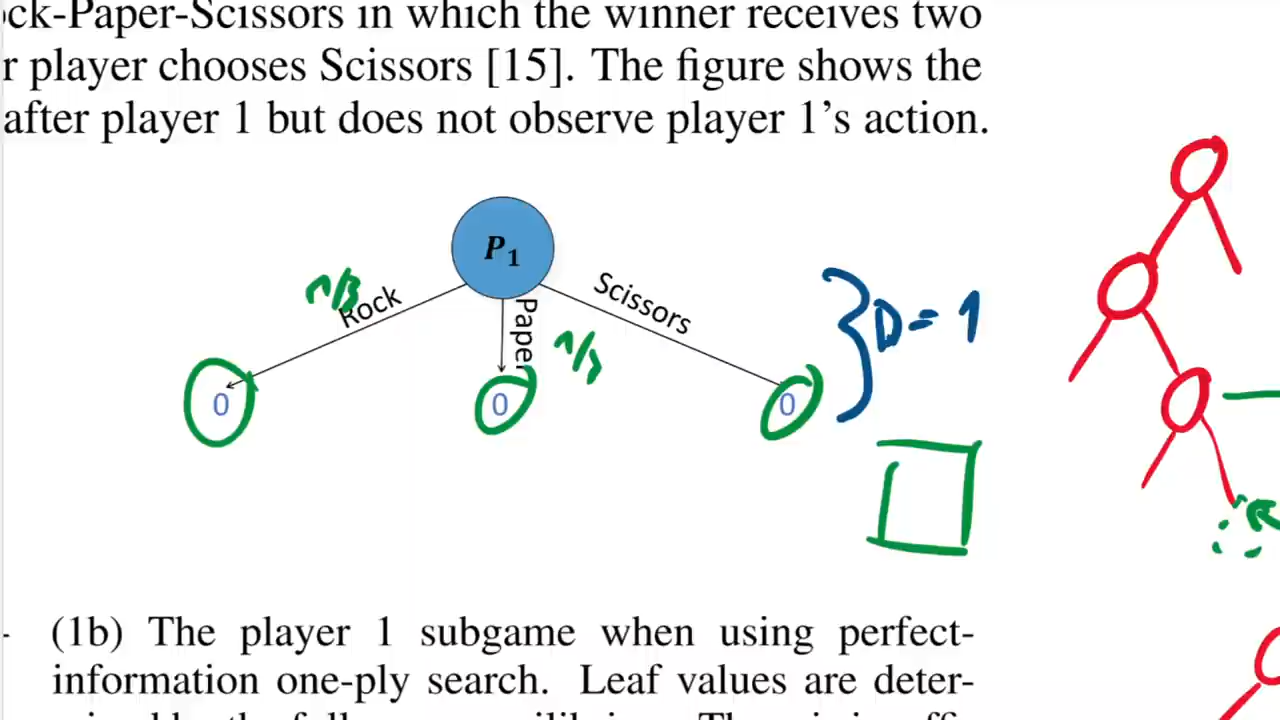 ck-Paper-Scissors in which the winner receives two
r player chooses Scissors [15]. The figure shows the
after player 1 but does not observe player 1's action.
P1
1/3
Rock
Paper
1/3
Scissors
D = 1
0
0
0
(1b) The player 1 subgame when using perfect-
information one-ply search. Leaf values are deter-